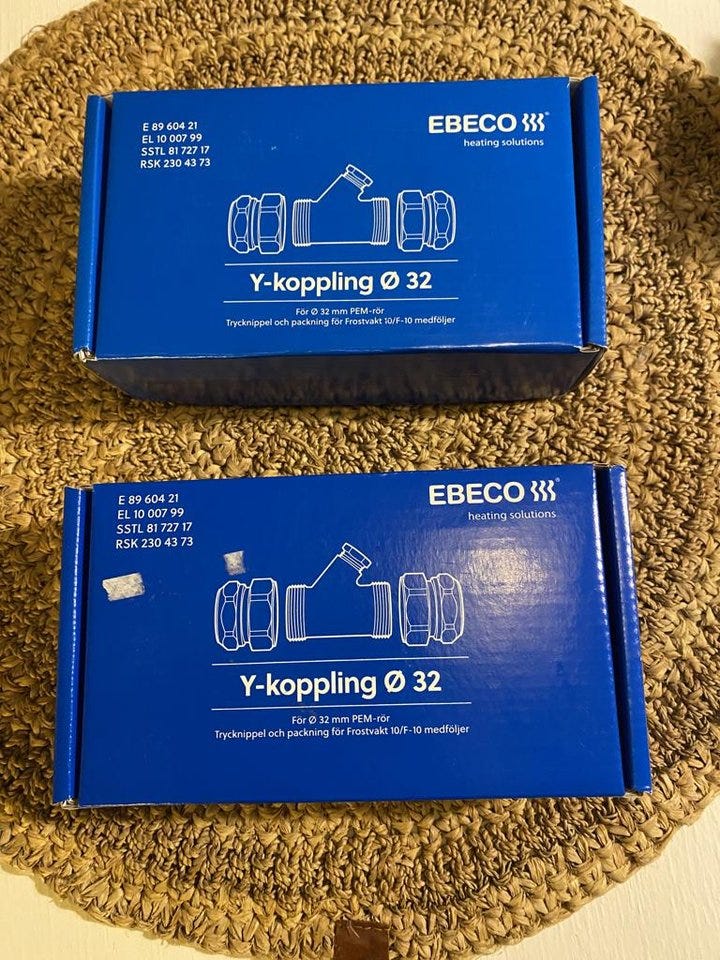 E 89 604 21
EL 10 007 99
SSTL 81 727 17
RSK 230 43 73
EBECO
heating solutions
Y-koppling Ø 32
För Ø 32 mm PEM-rör
Trycknippel och packning för Frostvakt 10/F-10 medföljer
E 89 604 21
EL 10 007 99
SSTL 81 727 17
RSK 230 43 73
EBECO
heating solutions
Y-koppling Ø 32
För Ø 32 mm PEM-rör
Trycknippel och packning för Frostvakt 10/F-10 medföljer